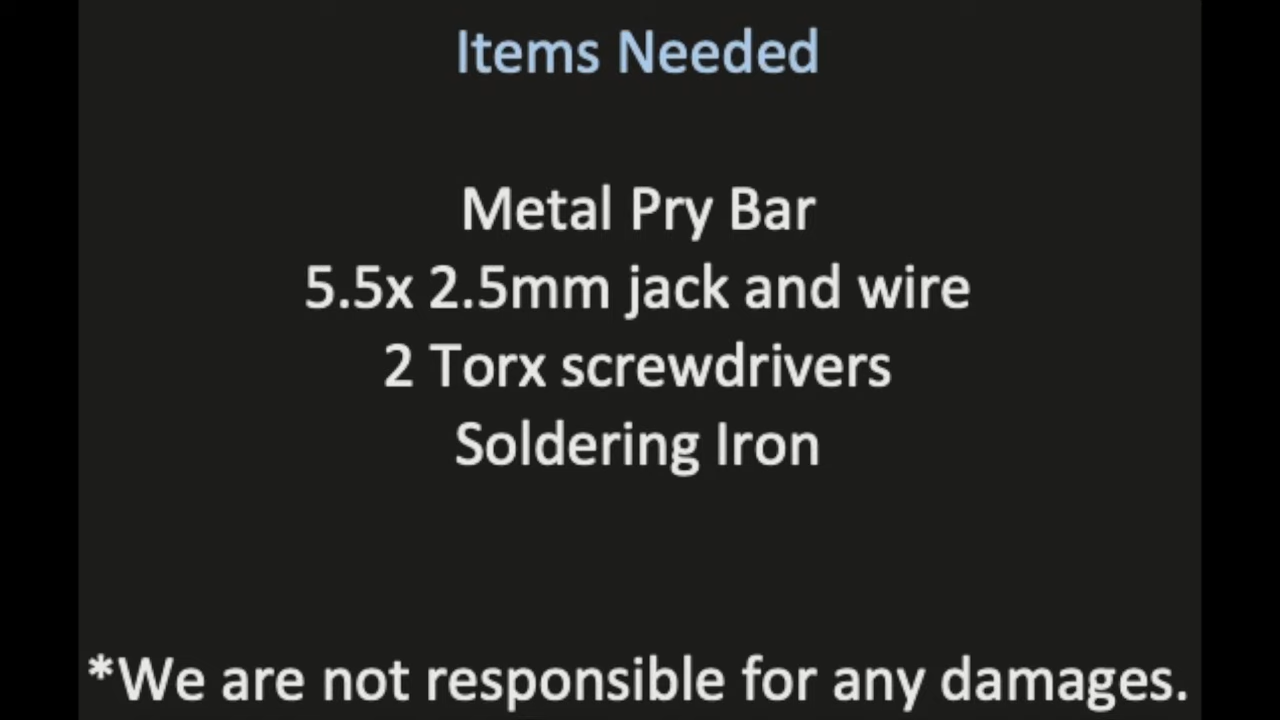 Items Needed
Metal Pry Bar
5.5x 2.5mm jack and wire
2 Torx screwdrivers
Soldering Iron
*We are not responsible for any damages.